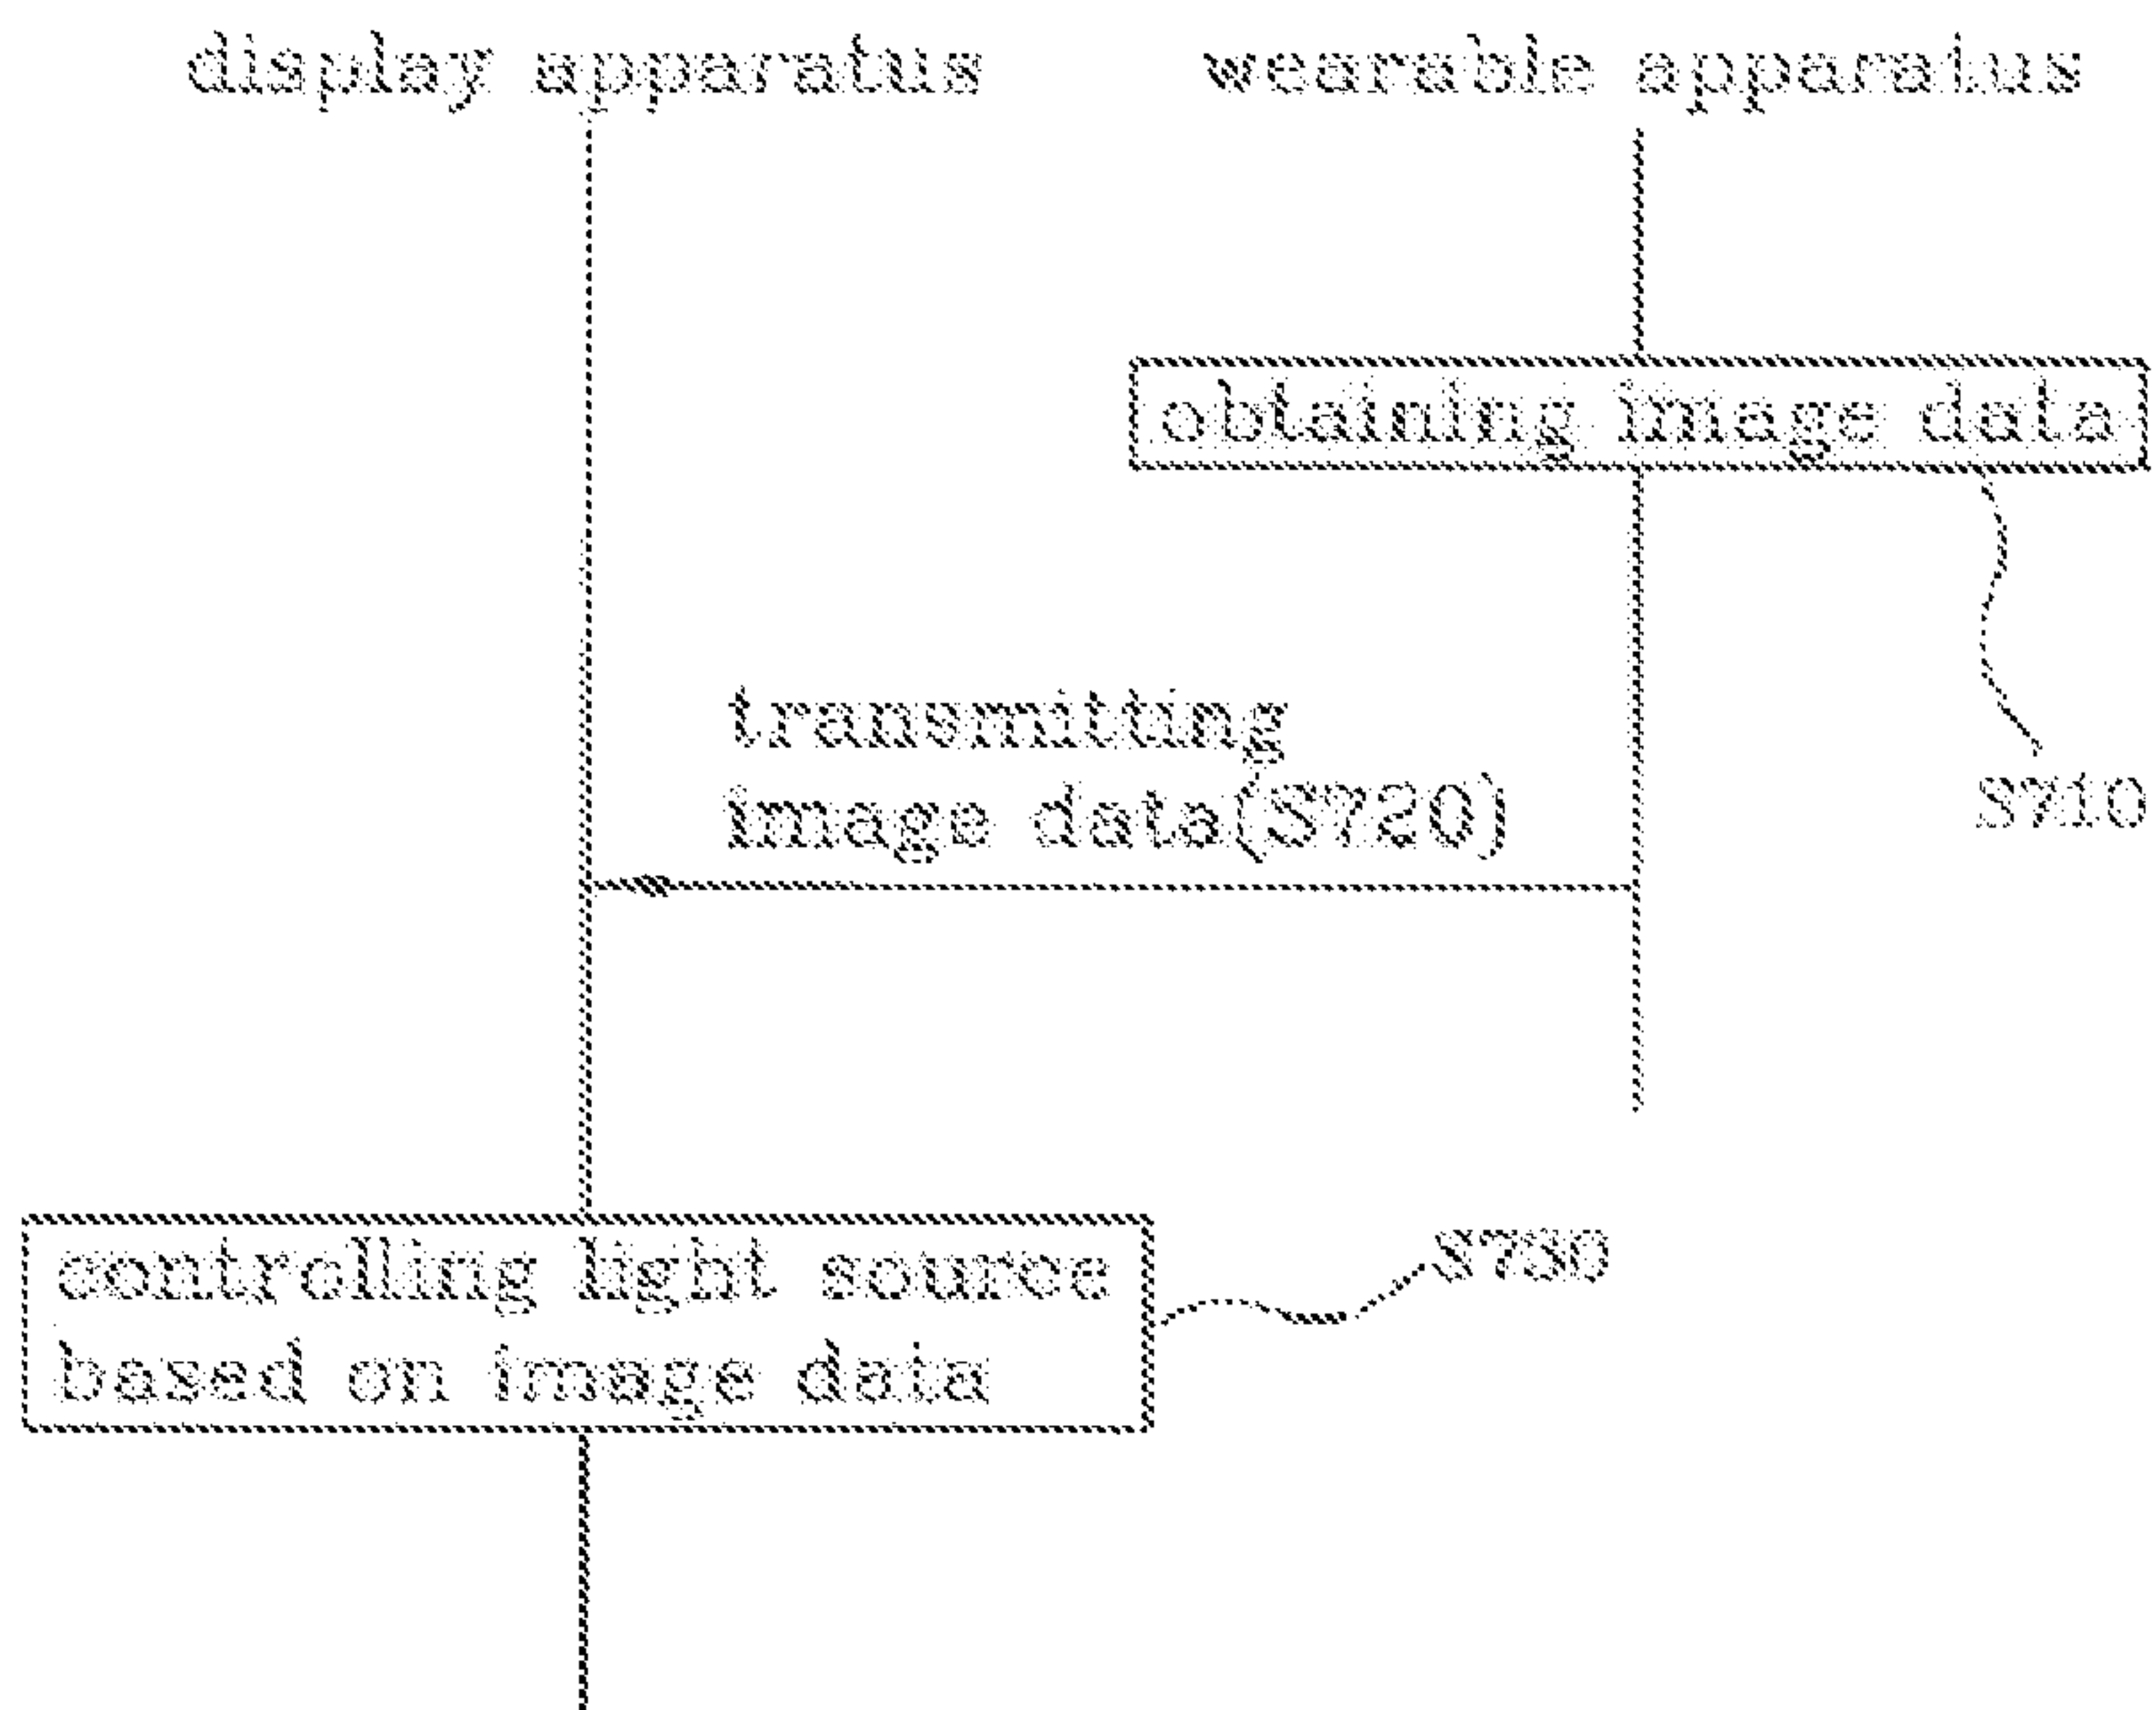 display apparatus
wearable apparatus
obtaining image data
transmitting
image data(S720)
S710
controlling light source
based on image data
S730